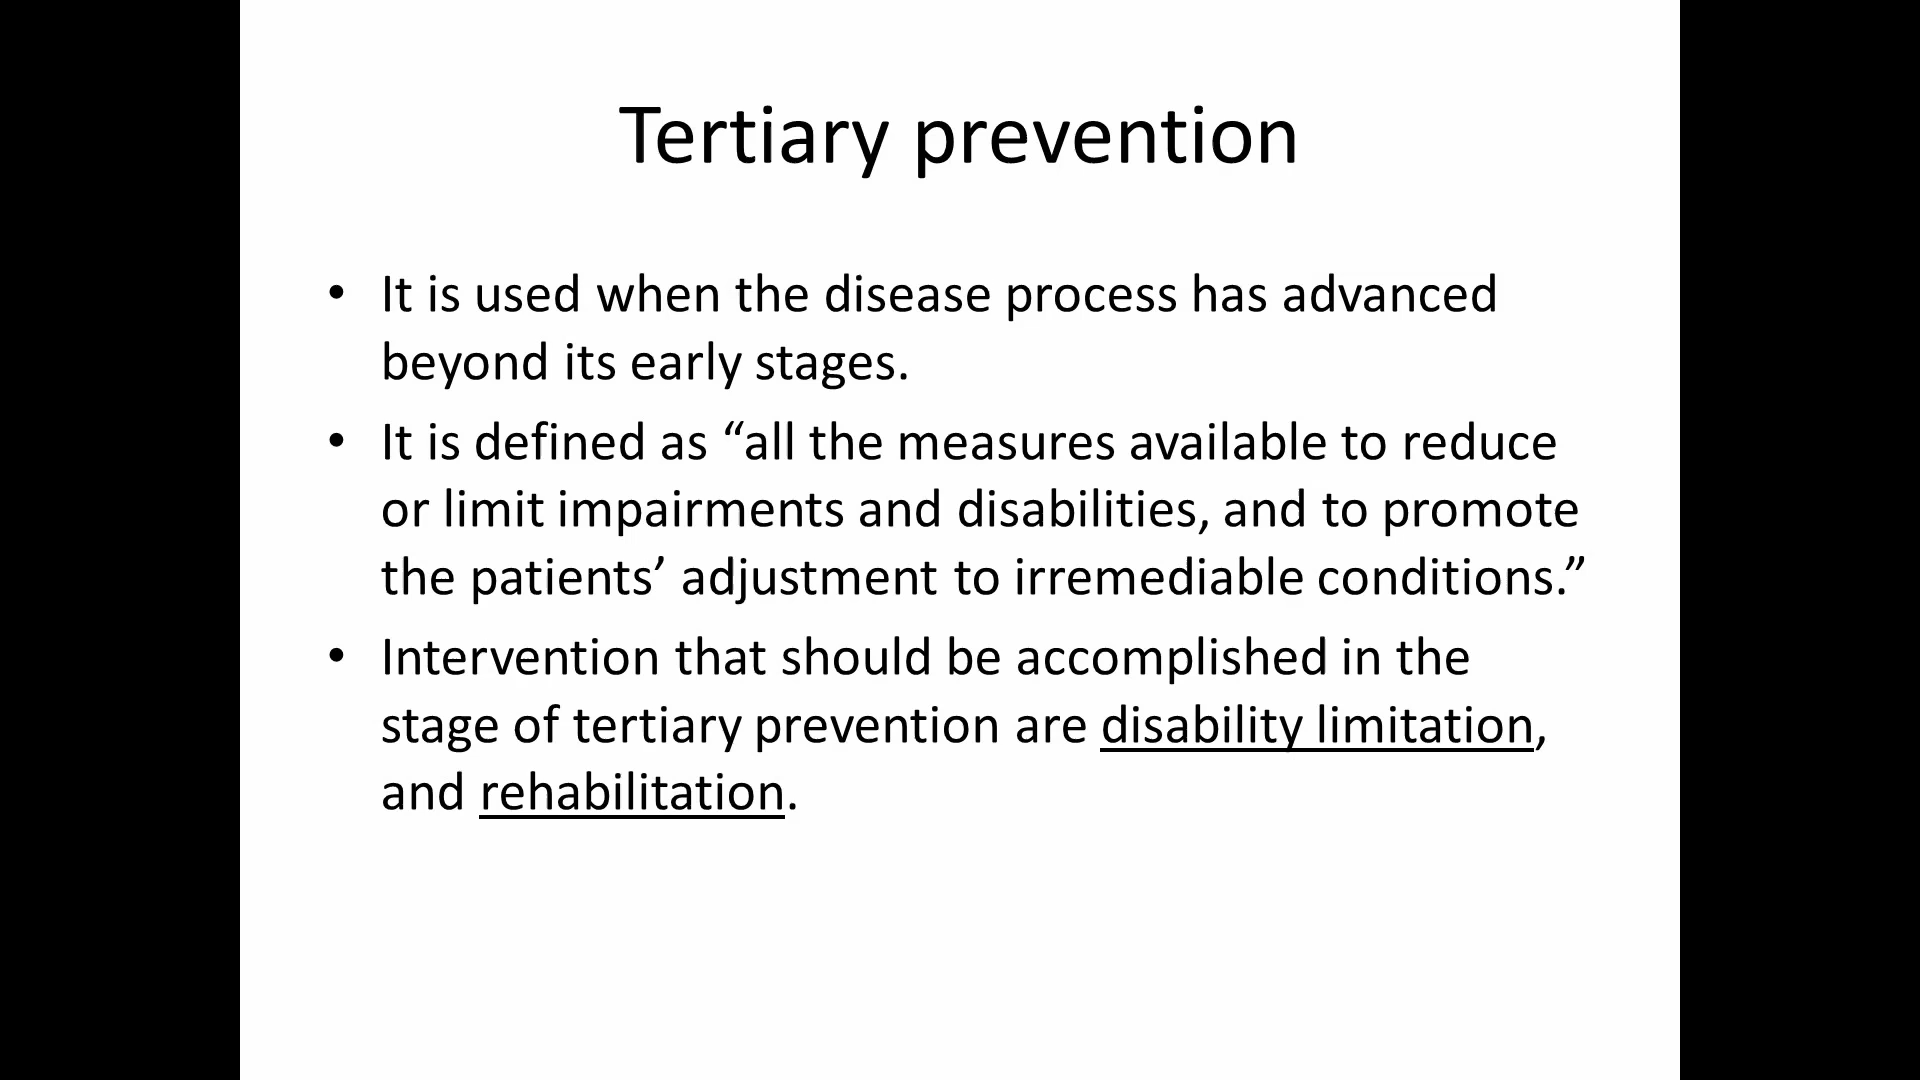 Tertiary prevention
• It is used when the disease process has advanced
beyond its early stages.
• It is defined as “all the measures available to reduce
or limit impairments and disabilities, and to promote
the patients’ adjustment to irremediable conditions.”
• Intervention that should be accomplished in the
stage of tertiary prevention are disability limitation,
and rehabilitation.